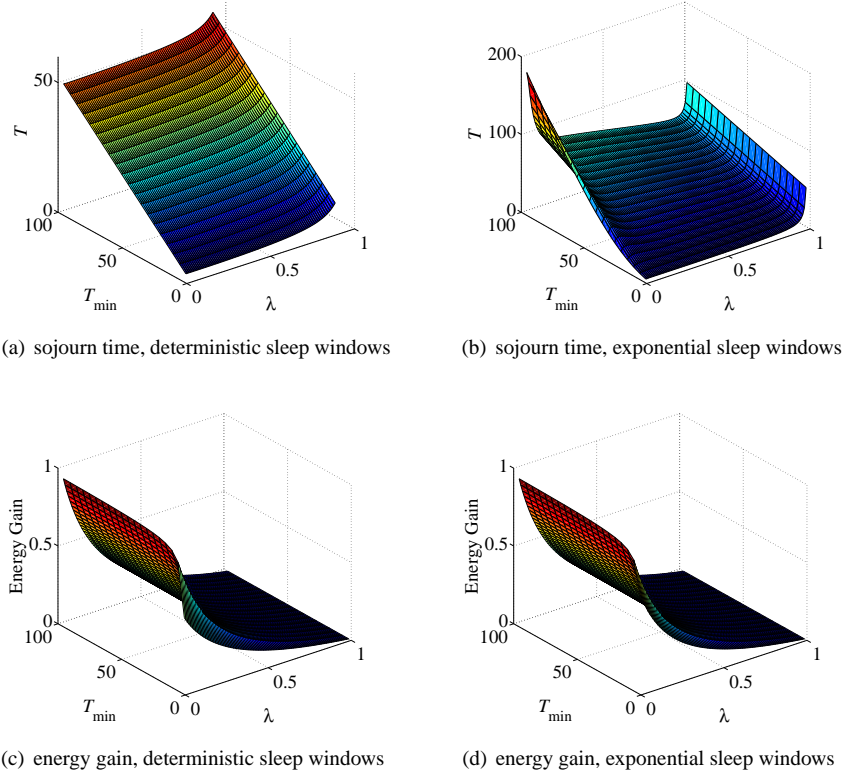 50
T
0
100
50
T_min
0
0
0.5
1
λ
(a) sojourn time, deterministic sleep windows
200
T
100
0
100
50
T_min
0
0
0.5
1
λ
(b) sojourn time, exponential sleep windows
1
Energy Gain
0.5
0
100
50
T_min
0
0
0.5
1
λ
(c) energy gain, deterministic sleep windows
1
Energy Gain
0.5
0
100
50
T_min
0
0
0.5
1
λ
(d) energy gain, exponential sleep windows